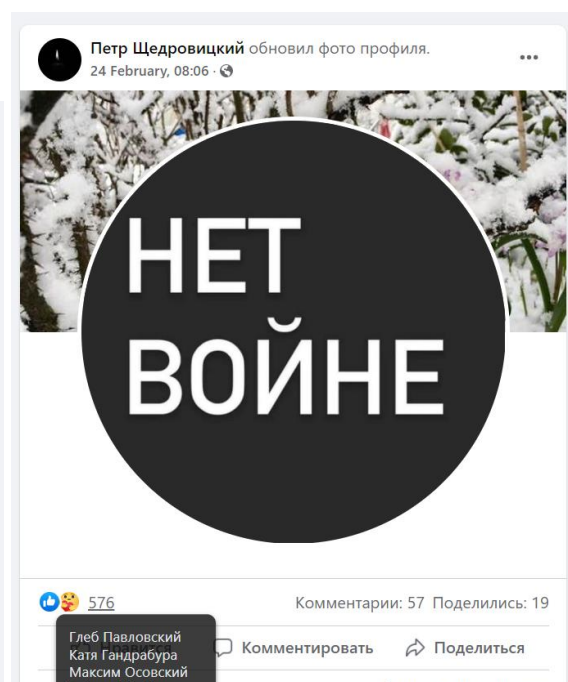 Петр Щедровицкий обновил фото профиля.
24 February, 08:06
НЕТ
ВОЙНЕ
576 Комментарии: 57 Поделились: 19
Нравится Комментировать Поделиться
Глеб Павловский
Катя Гандрабура
Максим Осовский